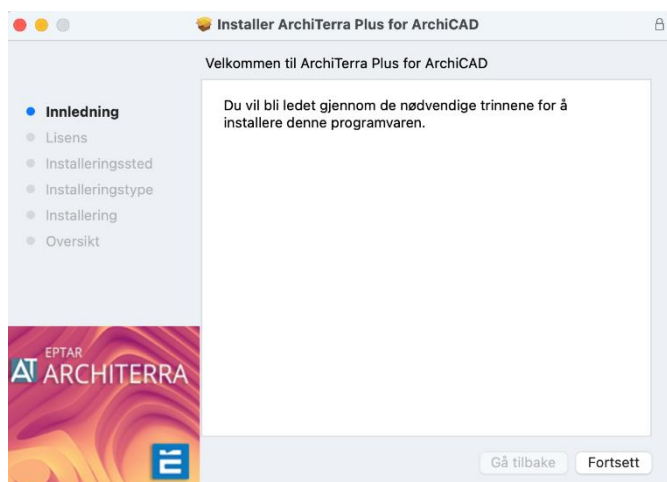 Installer ArchiTerra Plus for ArchiCAD
Velkommen til ArchiTerra Plus for ArchiCAD
Innledning
Lisens
Installeringssted
Installeringstype
Installering
Oversikt
Du vil bli ledet gjennom de nødvendige trinnene for å
installere denne programvaren.
EPTAR
AT ARCHITERRA
Ë
Gå tilbake
Fortsett